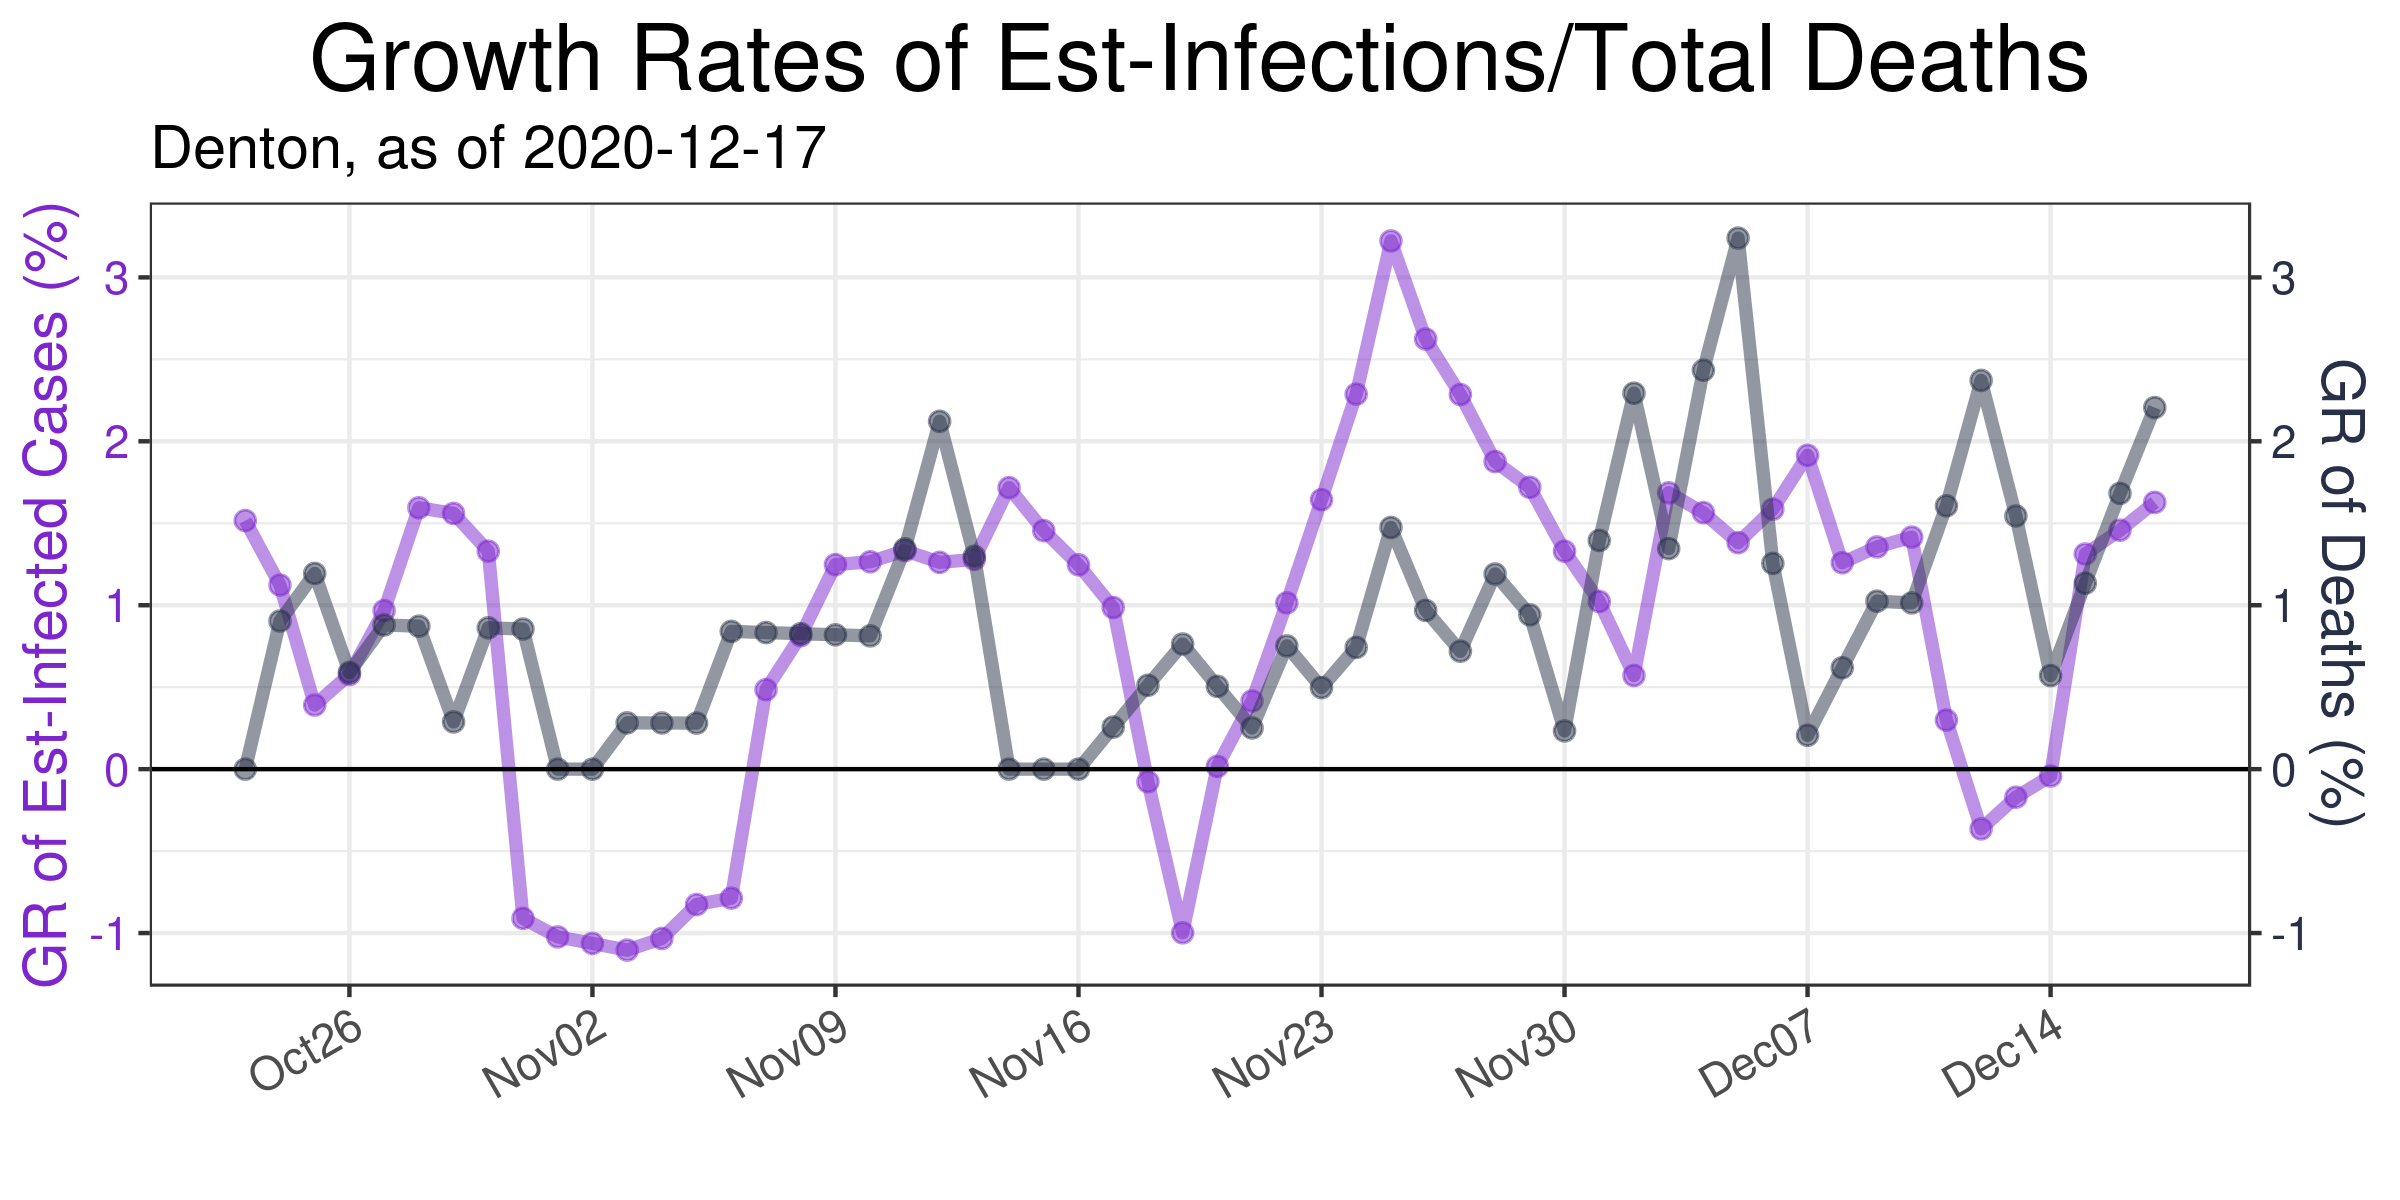 Growth Rates of Est-Infections/Total Deaths
Denton, as of 2020-12-17
GR of Est-Infected Cases (%)
3
2
1
0
-1
3
2
1
0
-1
GR of Deaths (%)
Oct26
Nov02
Nov09
Nov16
Nov23
Nov30
Dec07
Dec14